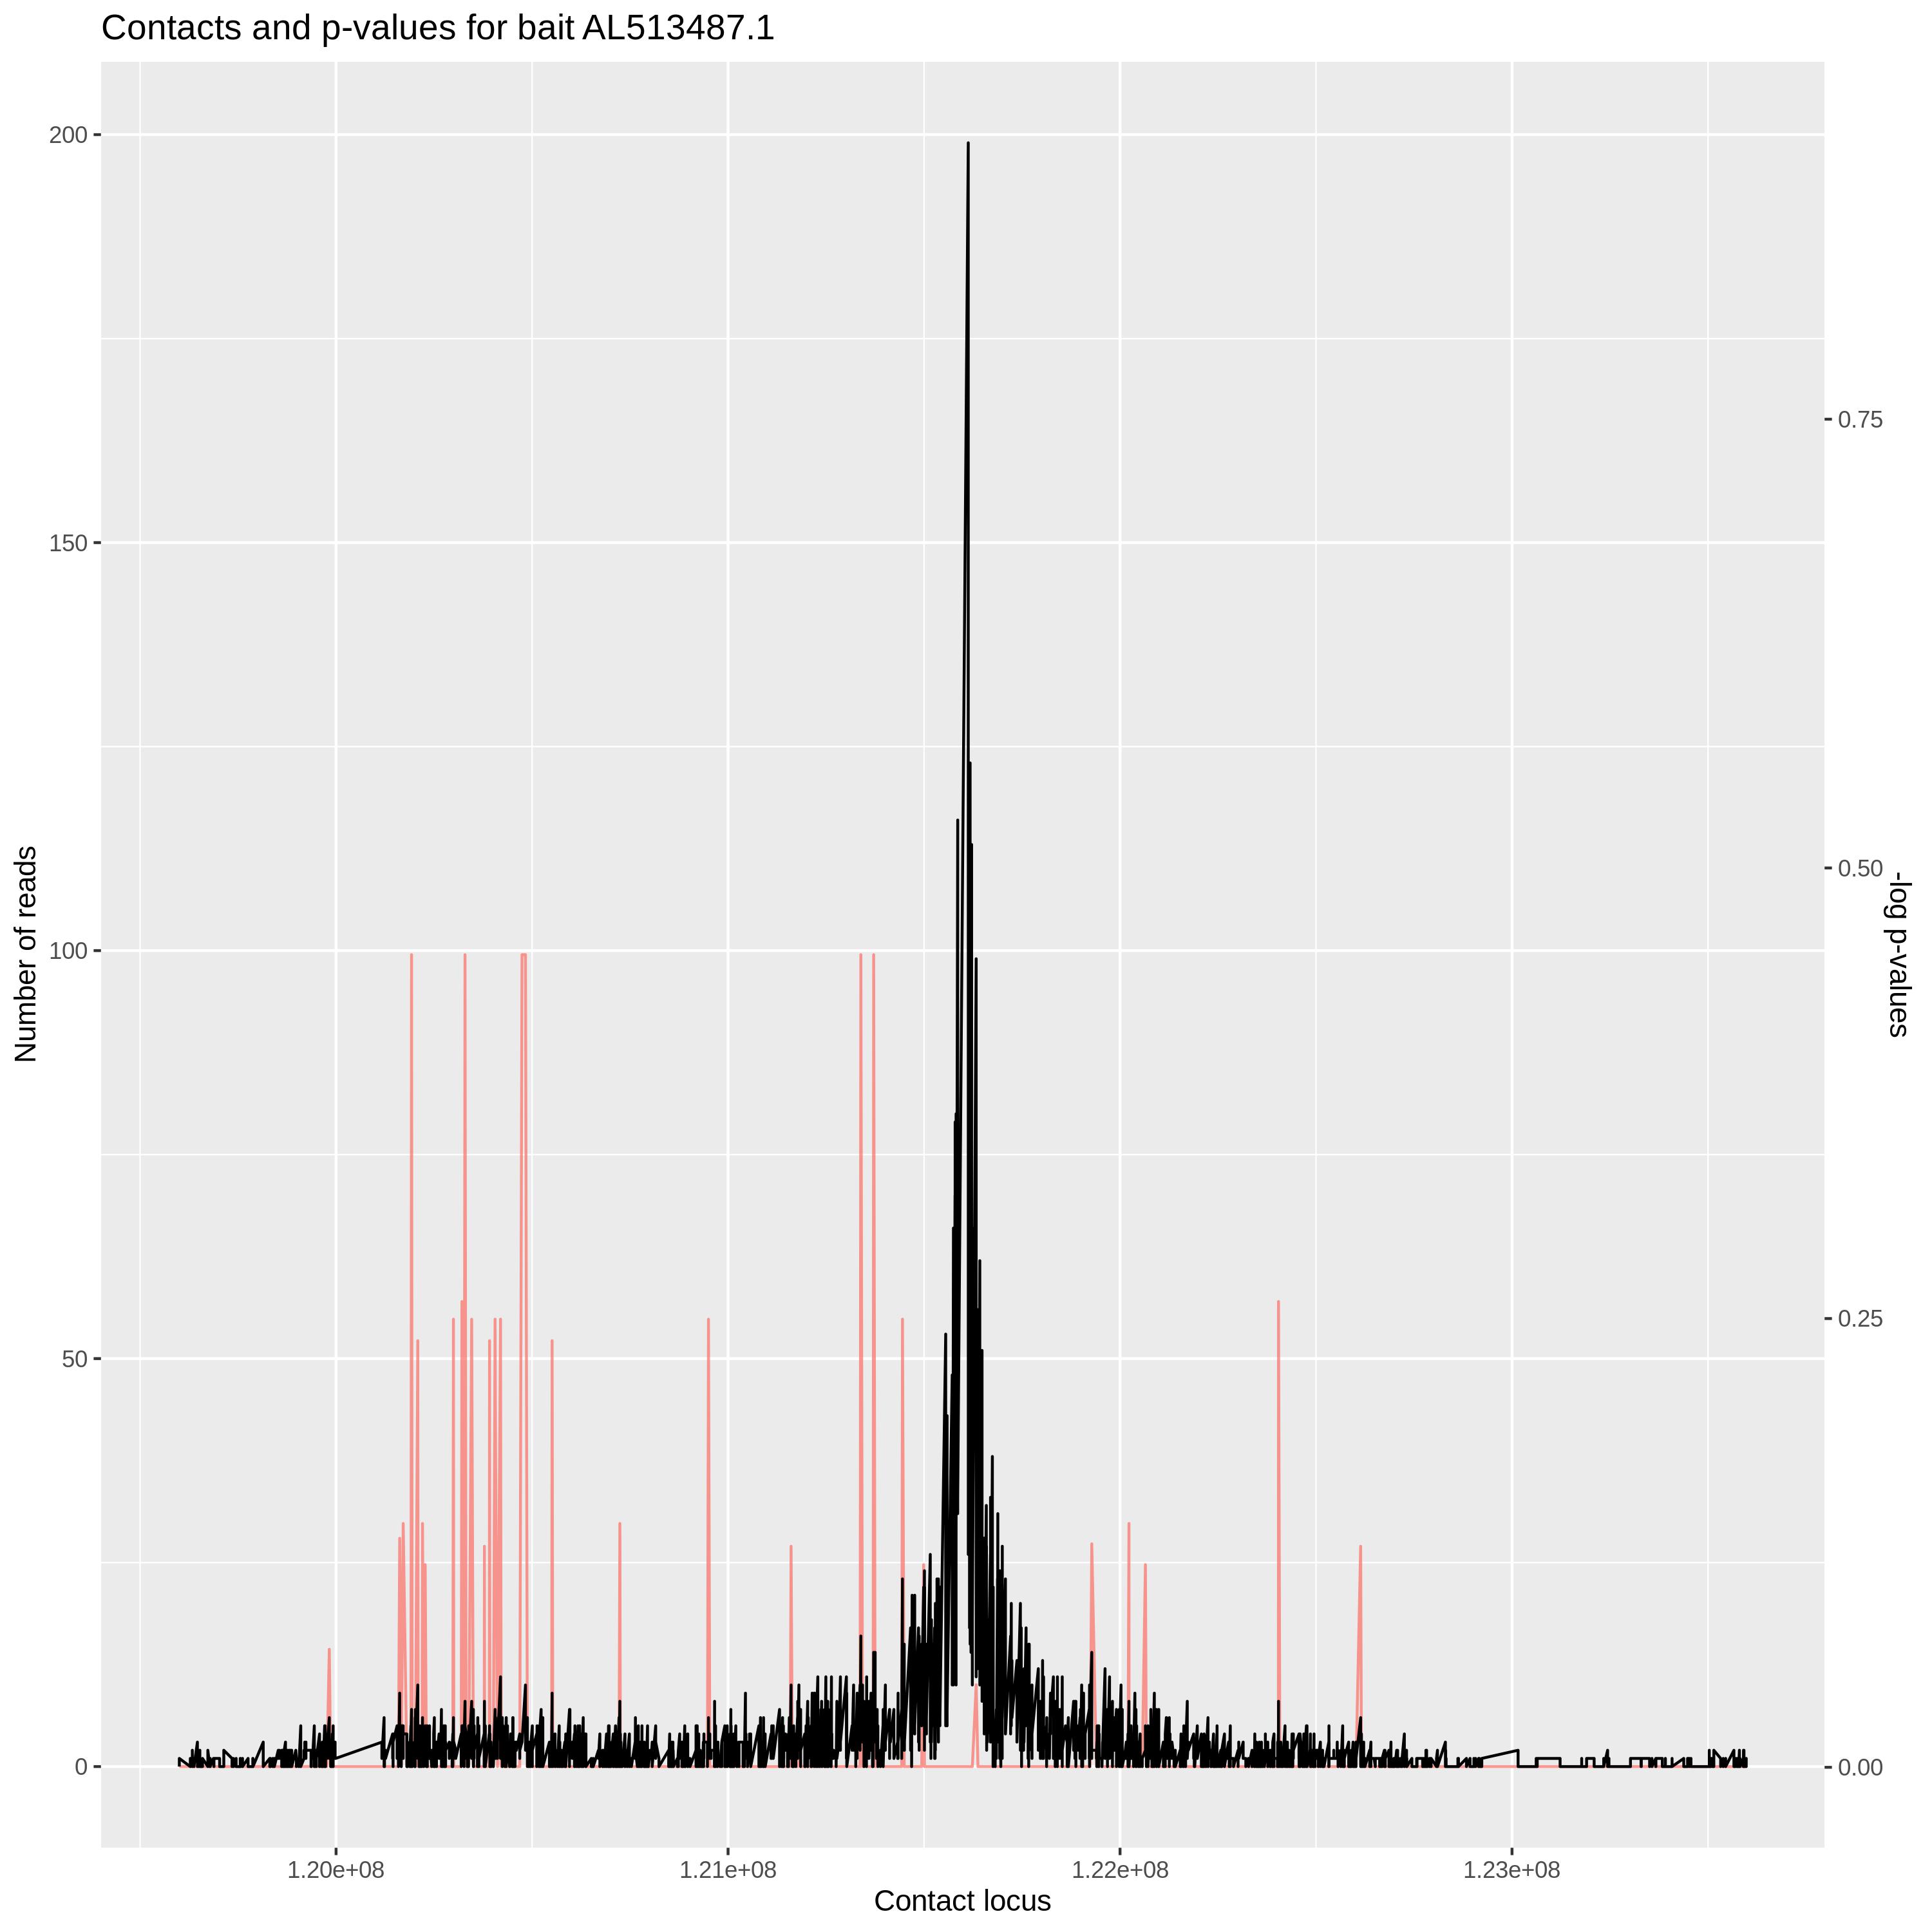 Contacts and p-values for bait AL513487.1
200
150
100
50
0
Number of reads
0.75
0.50
0.25
0.00
-log p-values
1.20e+08
1.21e+08
1.22e+08
1.23e+08
Contact locus